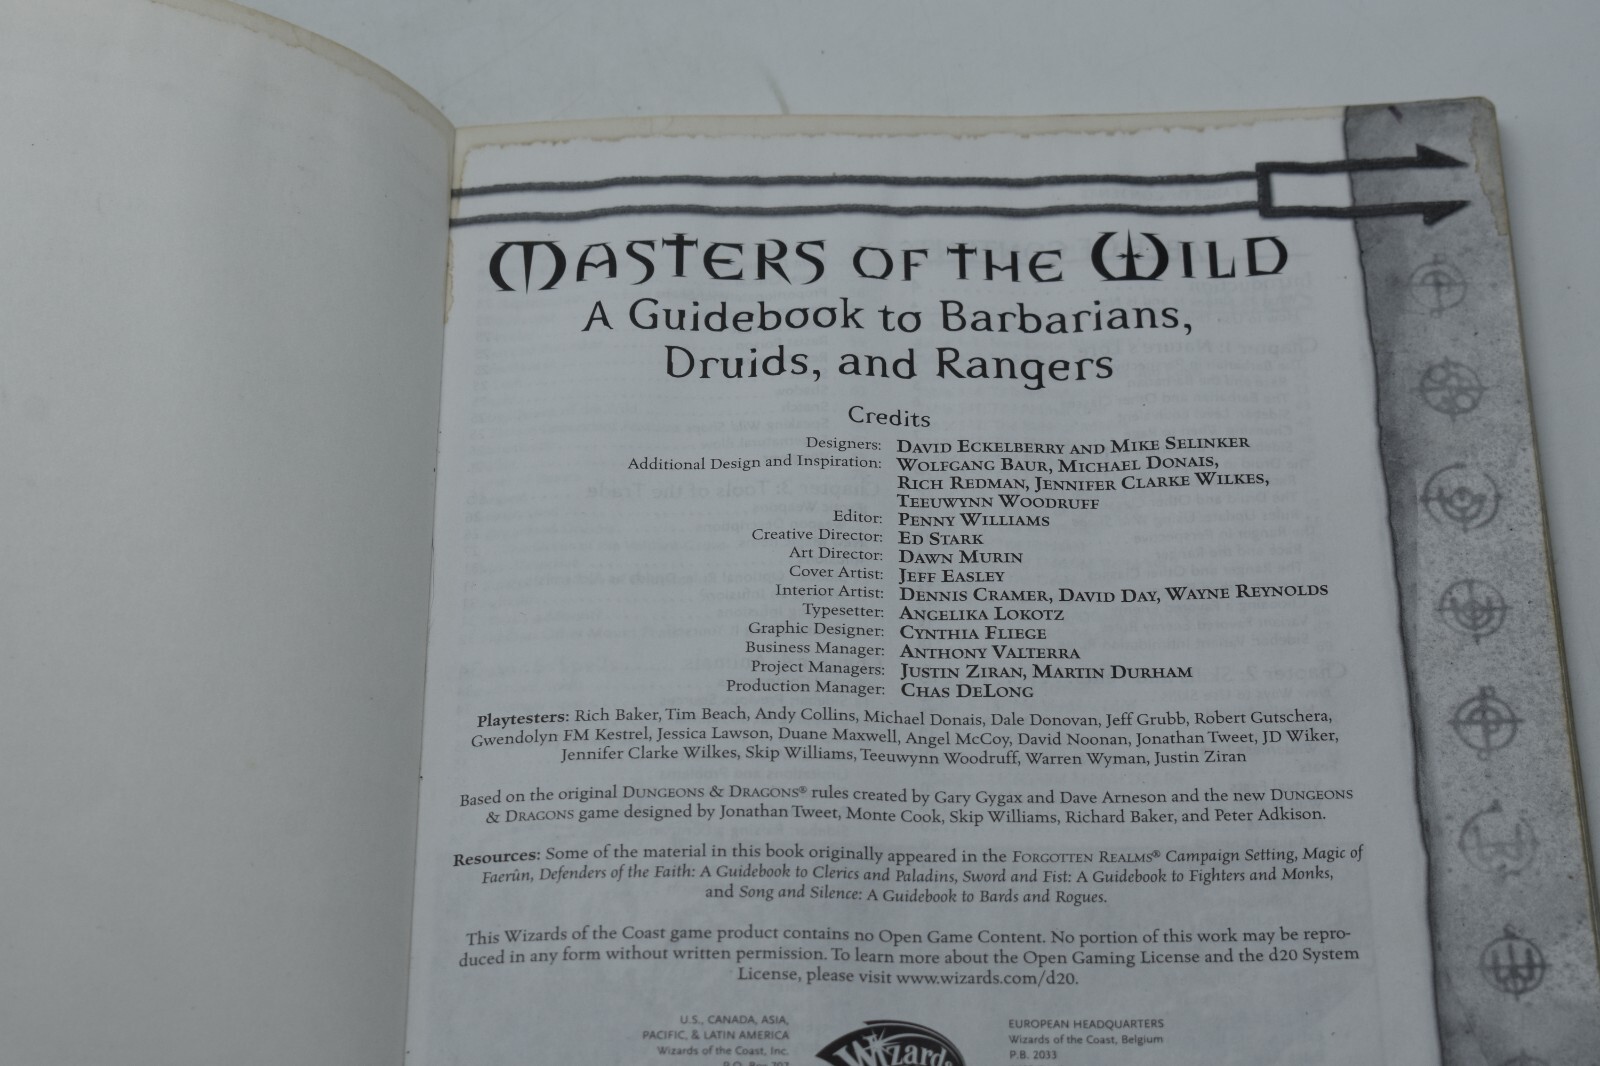 MASTERS OF THE WILD
A Guidebook to Barbarians,
Druids, and Rangers
Credits
Designers: DAVID ECKELBERRY AND MIKE SELINKER
Additional Design and Inspiration: WOLFGANG BAUR, MICHAEL DONAIS,
RICH REDMAN, JENNIFER CLARKE WILKES,
TEEUWYNN WOODRUFF
Editor: PENNY WILLIAMS
Creative Director: ED STARK
Art Director: DAWN MURIN
Cover Artist: JEFF EASLEY
Interior Artist: DENNIS CRAMER, DAVID DAY, WAYNE REYNOLDS
Typesetter: ANGELIKA LOKOTZ
Graphic Designer: CYNTHIA FLIEGE
Business Manager: ANTHONY VALTERRA
Project Managers: JUSTIN ZIRAN, MARTIN DURHAM
Production Manager: CHAS DELONG
Playtesters: Rich Baker, Tim Beach, Andy Collins, Michael Donais, Dale Donovan, Jeff Grubb, Robert Gutschera,
Gwendolyn FM Kestrel, Jessica Lawson, Duane Maxwell, Angel McCoy, David Noonan, Jonathan Tweet, JD Wiker,
Jennifer Clarke Wilkes, Skip Williams, Teeuwynn Woodruff, Warren Wyman, Justin Ziran
Based on the original DUNGEONS & DRAGONS® rules created by Gary Gygax and Dave Arneson and the new DUNGEONS
& DRAGONS game designed by Jonathan Tweet, Monte Cook, Skip Williams, Richard Baker, and Peter Adkison.
Resources: Some of the material in this book originally appeared in the FORGOTTEN REALMS® Campaign Setting, Magic of
Faerûn, Defenders of the Faith: A Guidebook to Clerics and Paladins, Sword and Fist: A Guidebook to Fighters and Monks,
and Song and Silence: A Guidebook to Bards and Rogues.
This Wizards of the Coast game product contains no Open Game Content. No portion of this work may be repro-
duced in any form without written permission. To learn more about the Open Gaming License and the d20 System
License, please visit www.wizards.com/d20.
U.S., CANADA, ASIA,
PACIFIC, & LATIN AMERICA
Wizards of the Coast, Inc.
P.O. Box 707
Wizards
EUROPEAN HEADQUARTERS
Wizards of the Coast, Belgium
P.B. 2033